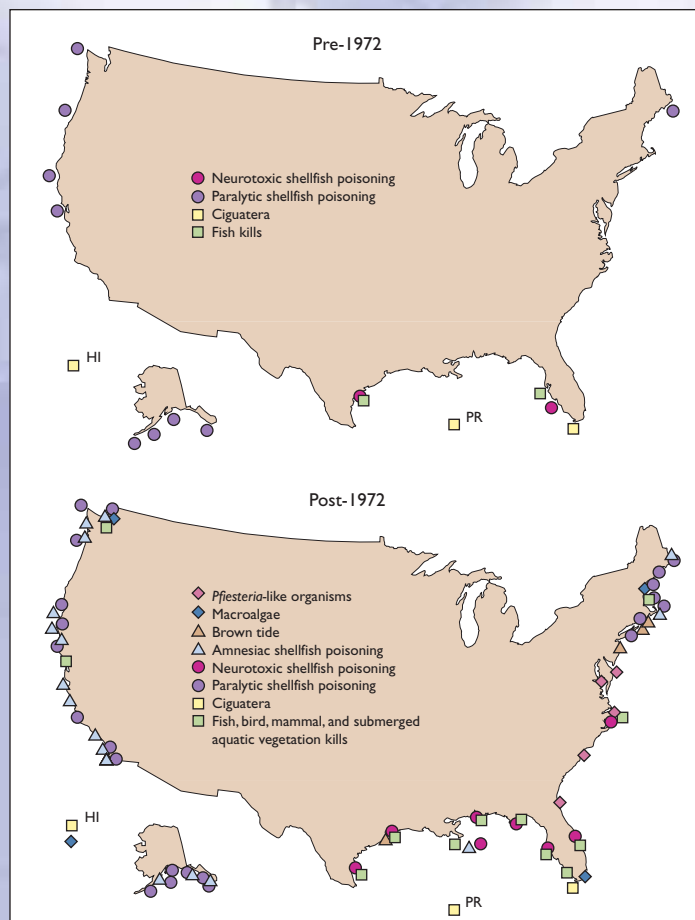 Pre-1972
Neurotoxic shellfish poisoning
Paralytic shellfish poisoning
Ciguatera
Fish kills
HI
PR
Post-1972
Pfiesteria-like organisms
Macroalgae
Brown tide
Amnesiac shellfish poisoning
Neurotoxic shellfish poisoning
Paralytic shellfish poisoning
Ciguatera
Fish, bird, mammal, and submerged
aquatic vegetation kills
HI
PR